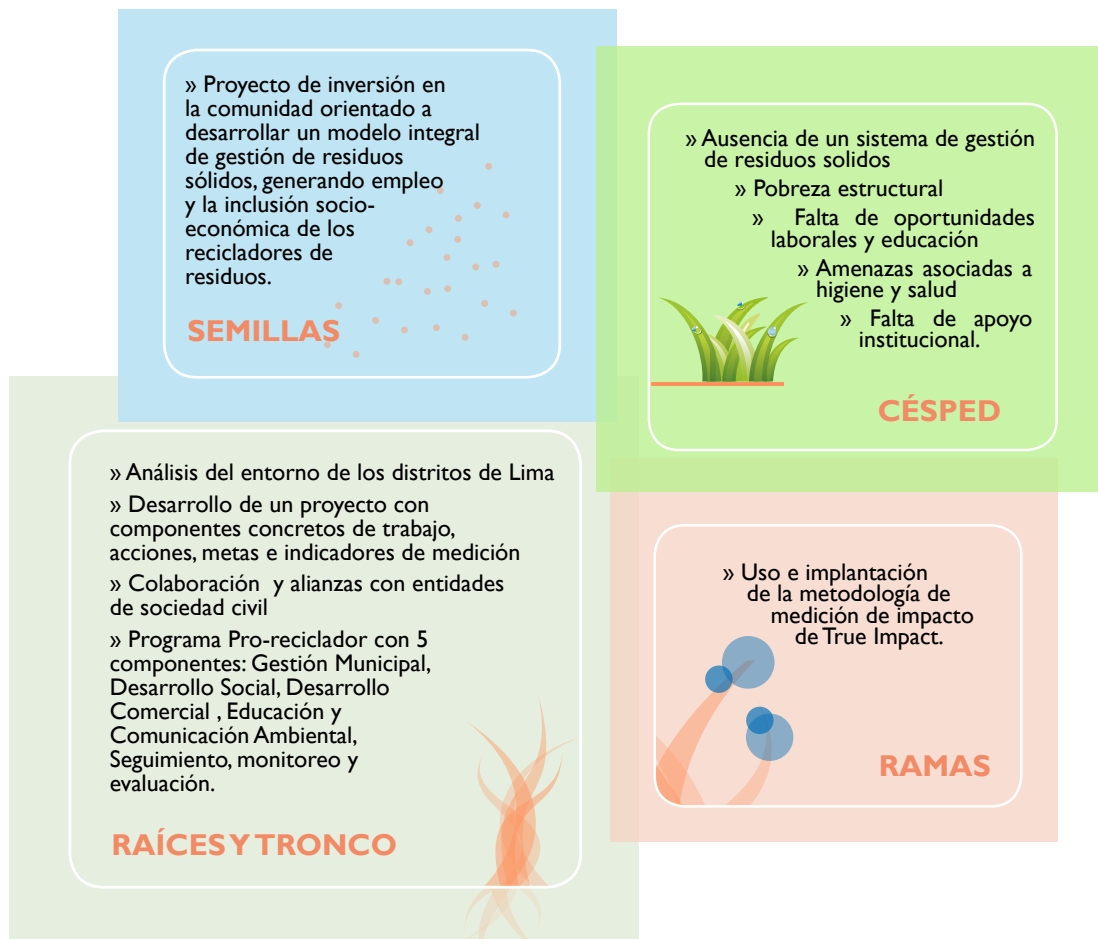 » Proyecto de inversión en
la comunidad orientado a
desarrollar un modelo integral
de gestión de residuos
sólidos, generando empleo
y la inclusión socio-
económica de los
recicladores de
residuos.
SEMILLAS
» Ausencia de un sistema de gestión
de residuos solidos
» Pobreza estructural
» Falta de oportunidades
laborales y educación
» Amenazas asociadas a
higiene y salud
» Falta de apoyo
institucional.
CÉSPED
» Análisis del entorno de los distritos de Lima
» Desarrollo de un proyecto con
componentes concretos de trabajo,
acciones, metas e indicadores de medición
» Colaboración y alianzas con entidades
de sociedad civil
» Programa Pro-reciclador con 5
componentes: Gestión Municipal,
Desarrollo Social, Desarrollo
Comercial , Educación y
Comunicación Ambiental,
Seguimiento, monitoreo y
evaluación.
RAÍCES Y TRONCO
» Uso e implantación
de la metodología de
medición de impacto
de True Impact.
RAMAS